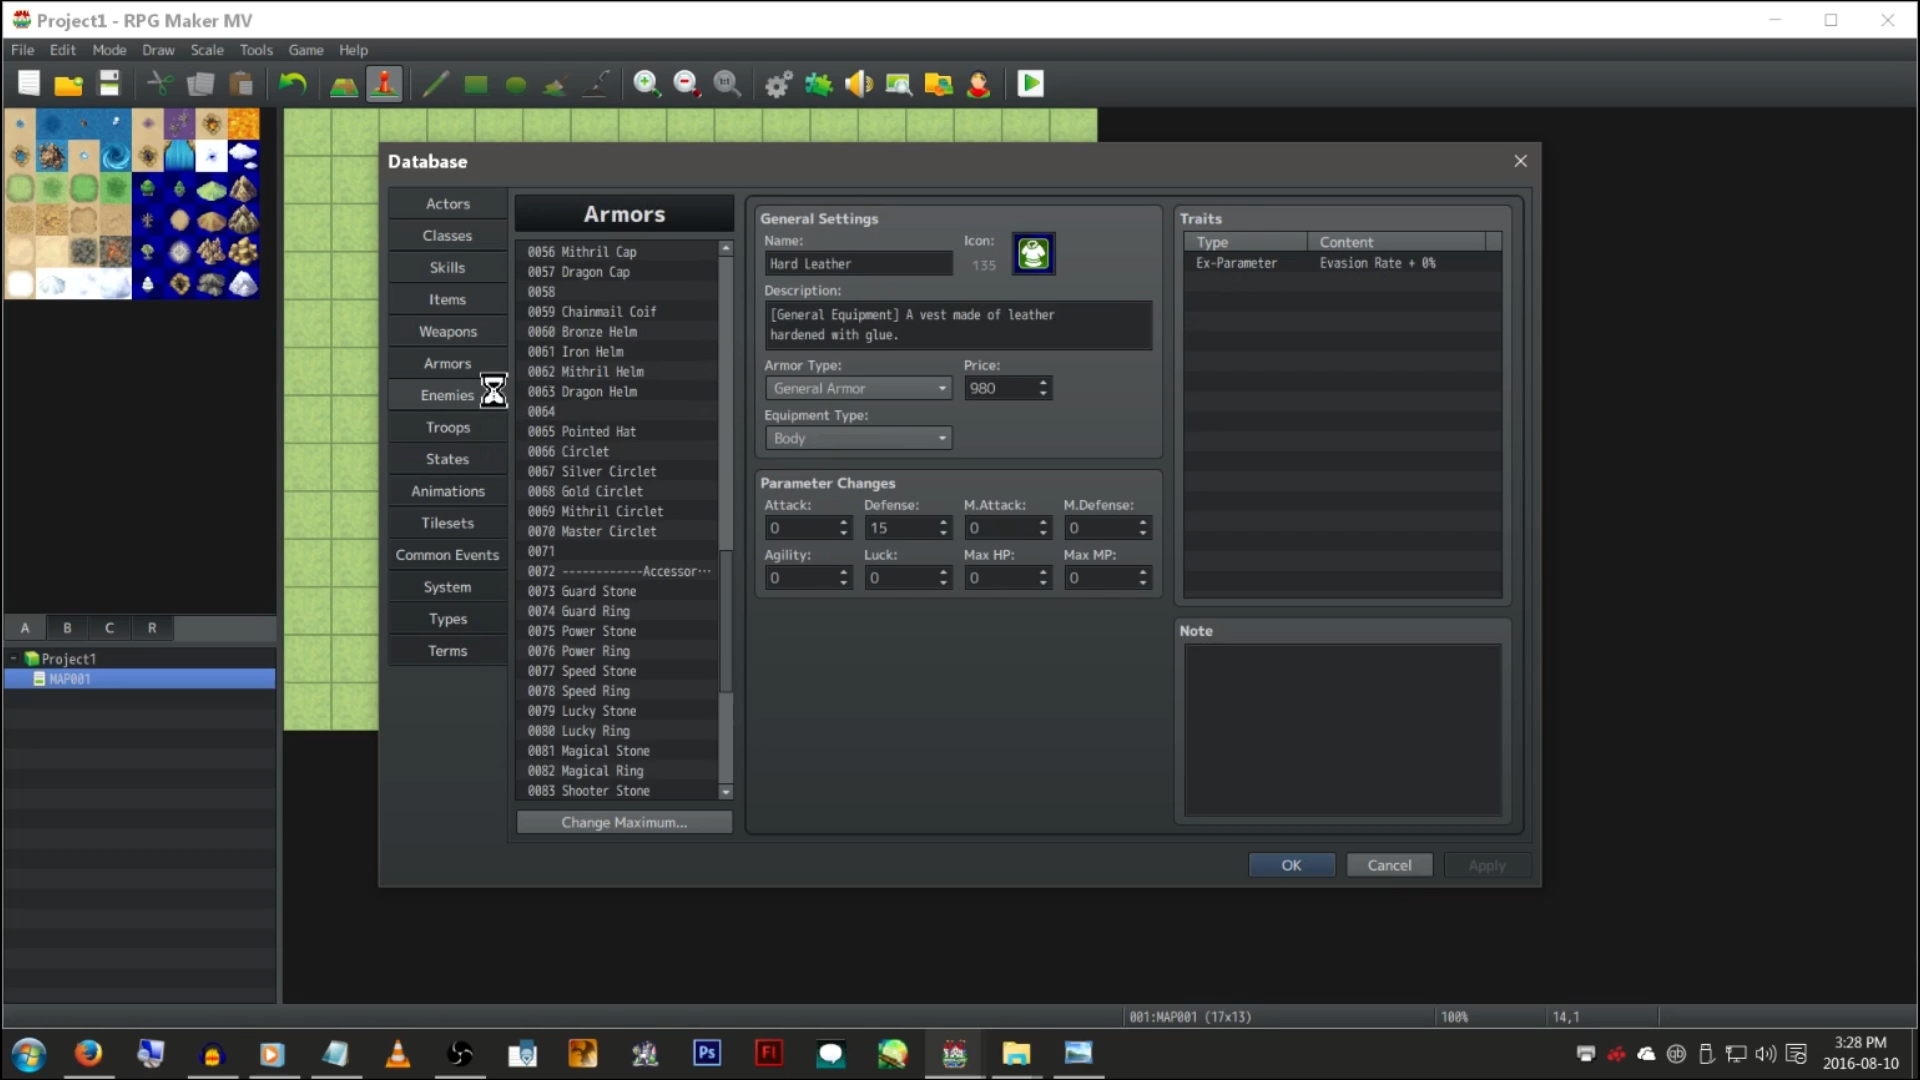 Project1 - RPG Maker MV
File Edit Mode Draw Scale Tools Game Help
1:1
Database
Actors
Classes
Skills
Items
Weapons
Armors
Enemies
Troops
States
Animations
Tilesets
Common Events
System
Types
Terms
Armors
0056 Mithril Cap
0057 Dragon Cap
0058
0059 Chainmail Coif
0060 Bronze Helm
0061 Iron Helm
0062 Mithril Helm
0063 Dragon Helm
0064
0065 Pointed Hat
0066 Circlet
0067 Silver Circlet
0068 Gold Circlet
0069 Mithril Circlet
0070 Master Circlet
0071
0072 ------------Accessor⋯
0073 Guard Stone
0074 Guard Ring
0075 Power Stone
0076 Power Ring
0077 Speed Stone
0078 Speed Ring
0079 Lucky Stone
0080 Lucky Ring
0081 Magical Stone
0082 Magical Ring
0083 Shooter Stone
Change Maximum...
General Settings
Name: Icon:
Hard Leather 135
Description:
[General Equipment] A vest made of leather
hardened with glue.
Armor Type: Price:
General Armor 980
Equipment Type:
Body
Parameter Changes
Attack: Defense: M.Attack: M.Defense:
0 15 0 0
Agility: Luck: Max HP: Max MP:
0 0 0 0
Traits
Type Content
Ex-Parameter Evasion Rate + 0%
Note
OK Cancel Apply
A B C R
Project1
MAP001
001:MAP001 (17x13) 100% 14,1
Ps Fl
3:28 PM
2016-08-10